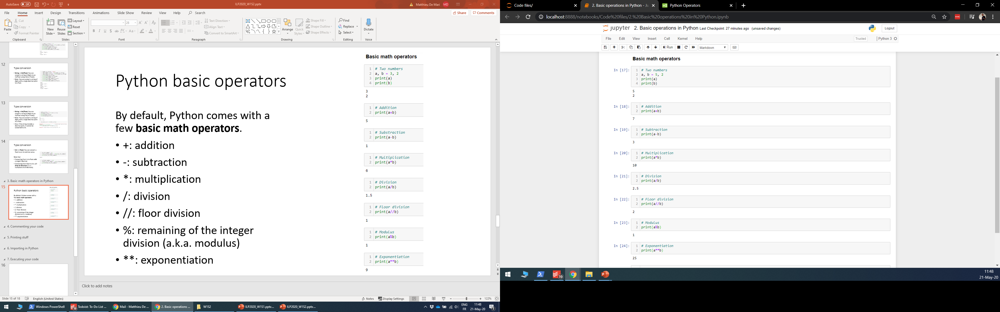 AutoSave Off
ILP2020_W1S2.pptx
Matthieu De Mari MD
File Home Insert Design Transitions Animations Slide Show Review View Help Search
Share Comments
Paste
Cut
Copy
Format Painter
Clipboard
New Slide
Reuse Slides
Layout
Reset
Section
Slides
28
Font
Text Direction
Align Text
Convert to SmartArt
Paragraph
Arrange
Quick Styles
Shape Fill
Shape Outline
Shape Effects
Drawing
Find
Replace
Select
Editing
Dictate
Voice
12
Type conversion
13
Type conversion
14
Type conversion
3. Basic math operators in Python
15
Python basic operators
4. Commenting your code
5. Printing stuff
6. Importing in Python
7. Executing your code
16
Python basic operators
By default, Python comes with a
few basic math operators.
• +: addition
• -: subtraction
• *: multiplication
• /: division
• //: floor division
• %: remaining of the integer
division (a.k.a. modulus)
• **: exponentiation
Basic math operators
1 # Two numbers
2 a, b = 3, 2
3 print(a)
4 print(b)
3
2
1 # Addition
2 print(a+b)
5
1 # Substraction
2 print(a-b)
1
1 # Multiplication
2 print(a*b)
6
1 # Division
2 print(a/b)
1.5
1 # Floor division
2 print(a//b)
1
1 # Modulus
2 print(a%b)
1
1 # Exponentiation
2 print(a**b)
9
Click to add notes
Slide 15 of 18 English (United States)
Notes Display Settings 122%
Windows PowerShell
19 Todoist: To-Do List ...
Mail - Matthieu De ...
2. Basic operations ...
W1S2
ILP2020_W1S1.pptx...
ILP2020_W1S2.pptx...
ENG
FR
11:48
21-May-20
5
Code files/
2. Basic operations in Python - Ju
Python Operators
localhost:8888/notebooks/Code%20files/2.%20Basic%20operations%20in%20Python.ipynb
jupyter 2. Basic operations in Python Last Checkpoint: 27 minutes ago (unsaved changes)
Logout
File Edit View Insert Cell Kernel Help
Trusted Python 3
Run Markdown
Basic math operators
In [17]: 1 # Two numbers
2 a, b = 5, 2
3 print(a)
4 print(b)
5
2
In [18]: 1 # Addition
2 print(a+b)
7
In [19]: 1 # Subtraction
2 print(a-b)
3
In [20]: 1 # Multiplication
2 print(a*b)
10
In [21]: 1 # Division
2 print(a/b)
2.5
In [22]: 1 # Floor division
2 print(a//b)
2
In [23]: 1 # Modulus
2 print(a%b)
1
In [24]: 1 # Exponentiation
2 print(a**b)
25
19
11:48
21-May-20